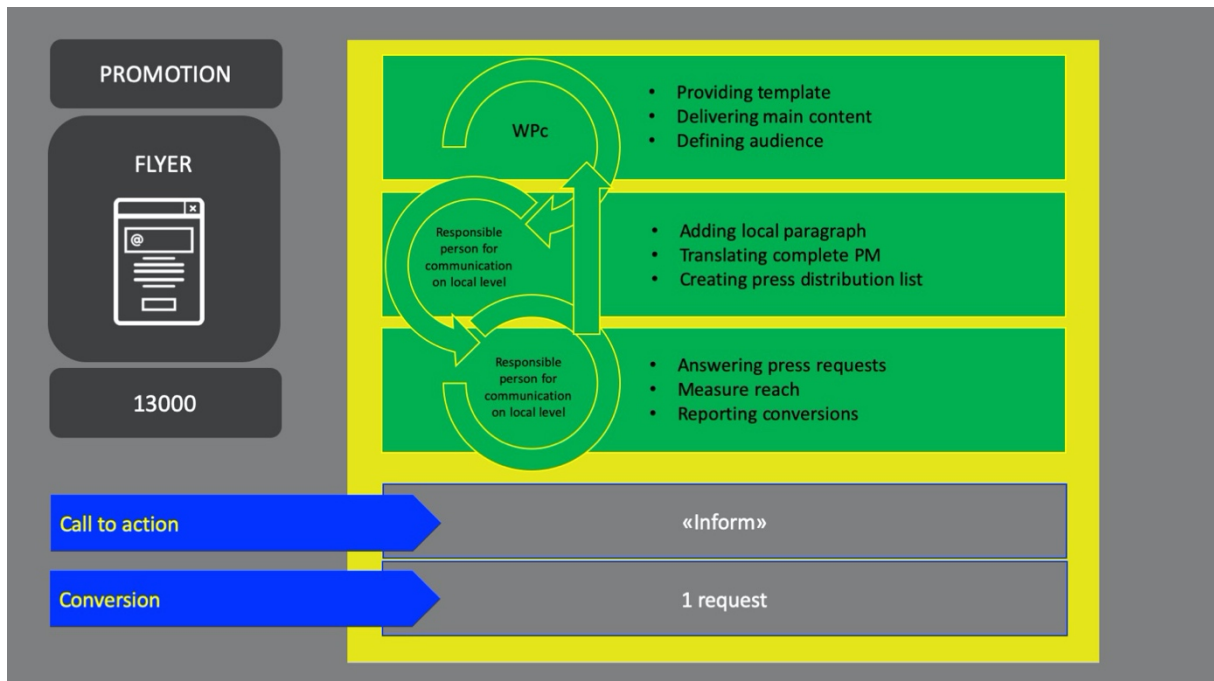 PROMOTION
FLYER
x
@
13000
WPc
• Providing template
• Delivering main content
• Defining audience
Responsible
person for
communication
on local level
• Adding local paragraph
• Translating complete PM
• Creating press distribution list
Responsible
person for
communication
on local level
• Answering press requests
• Measure reach
• Reporting conversions
Call to action
«Inform»
Conversion
1 request